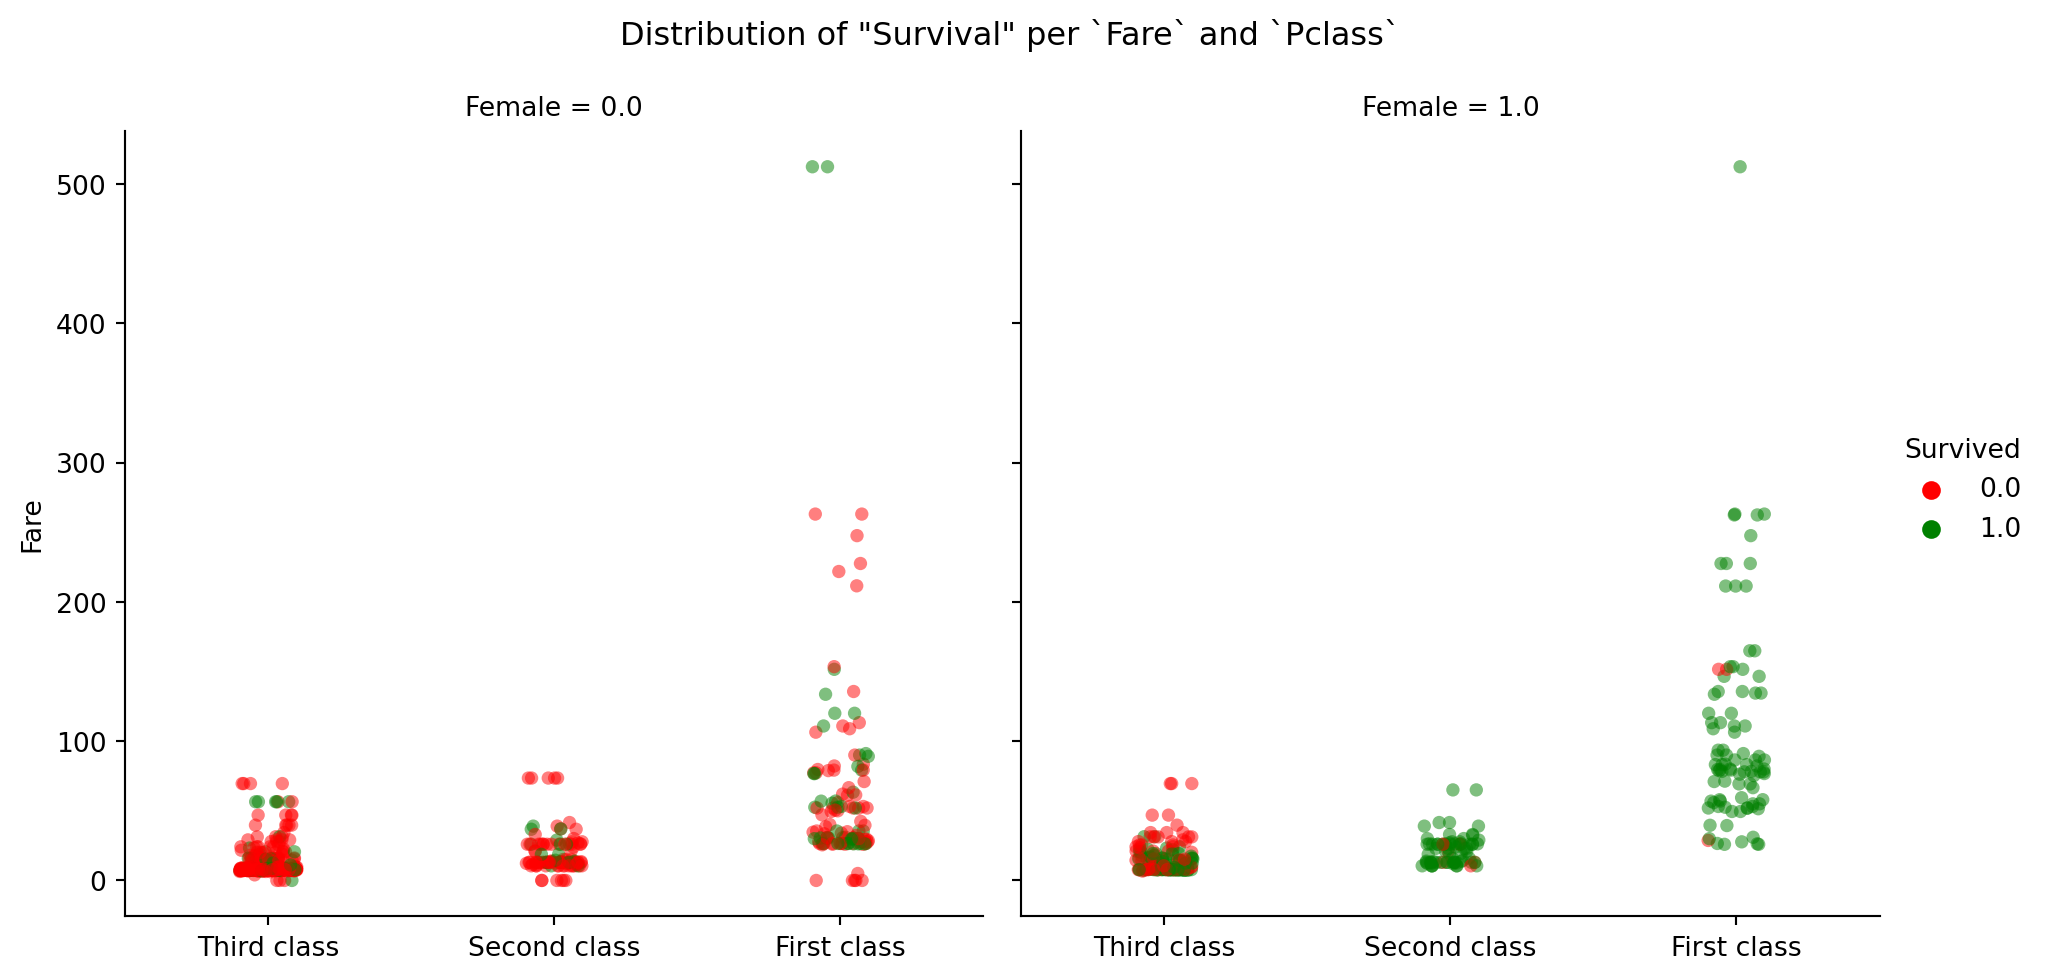 Distribution of "Survival" per `Fare` and `Pclass`
Female = 0.0
Female = 1.0
500
400
300
200
100
0
Fare
Third class
Second class
First class
Third class
Second class
First class
Survived
0.0
1.0